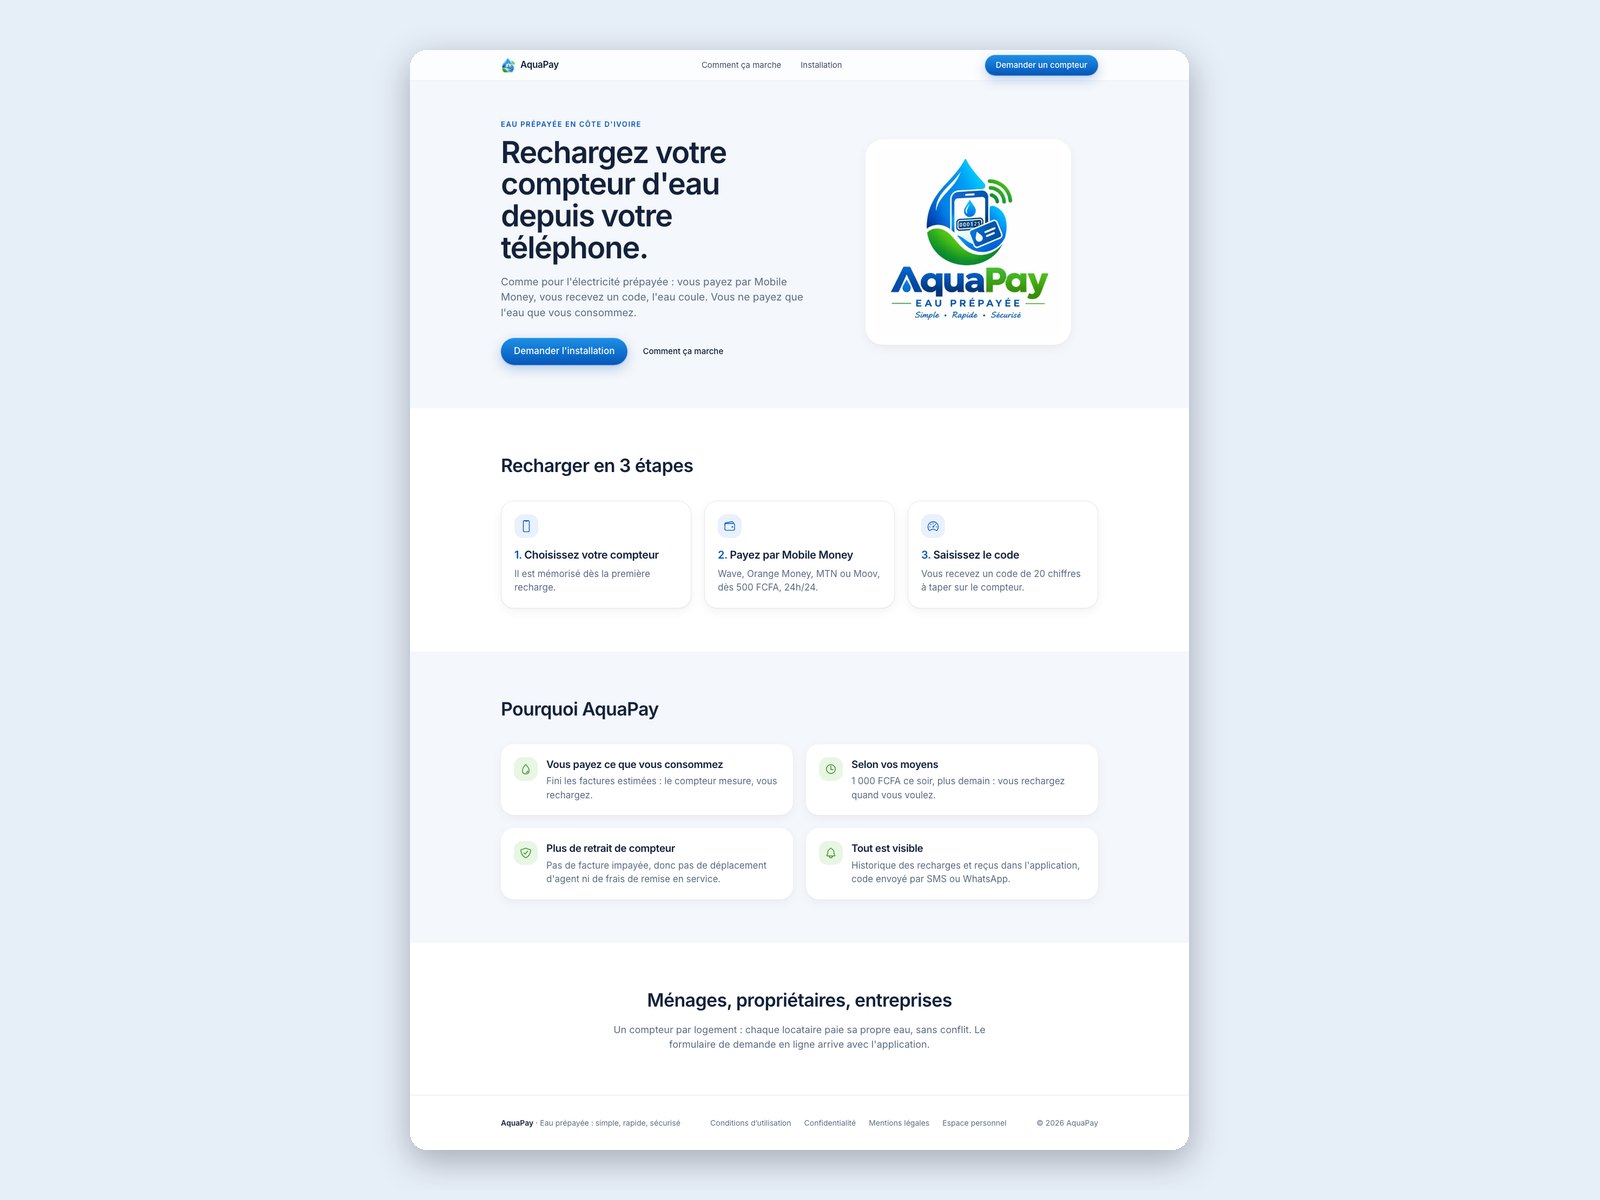 AquaPay
Comment ça marche
Installation
Demander un compteur
EAU PRÉPAYÉE EN CÔTE D'IVOIRE
Rechargez votre
compteur d'eau
depuis votre
téléphone.
Comme pour l'électricité prépayée : vous payez par Mobile
Money, vous recevez un code, l'eau coule. Vous ne payez que
l'eau que vous consommez.
Demander l'installation
Comment ça marche
AquaPay
EAU PRÉPAYÉE
Simple • Rapide • Sécurisé
Recharger en 3 étapes
1. Choisissez votre compteur
Il est mémorisé dès la première
recharge.
2. Payez par Mobile Money
Wave, Orange Money, MTN ou Moov,
dès 500 FCFA, 24h/24.
3. Saisissez le code
Vous recevez un code de 20 chiffres
à taper sur le compteur.
Pourquoi AquaPay
Vous payez ce que vous consommez
Fini les factures estimées : le compteur mesure, vous
rechargez.
Selon vos moyens
1 000 FCFA ce soir, plus demain : vous rechargez
quand vous voulez.
Plus de retrait de compteur
Pas de facture impayée, donc pas de déplacement
d'agent ni de frais de remise en service.
Tout est visible
Historique des recharges et reçus dans l'application,
code envoyé par SMS ou WhatsApp.
Ménages, propriétaires, entreprises
Un compteur par logement : chaque locataire paie sa propre eau, sans conflit. Le
formulaire de demande en ligne arrive avec l'application.
AquaPay · Eau prépayée : simple, rapide, sécurisé
Conditions d'utilisation
Confidentialité
Mentions légales
Espace personnel
© 2026 AquaPay